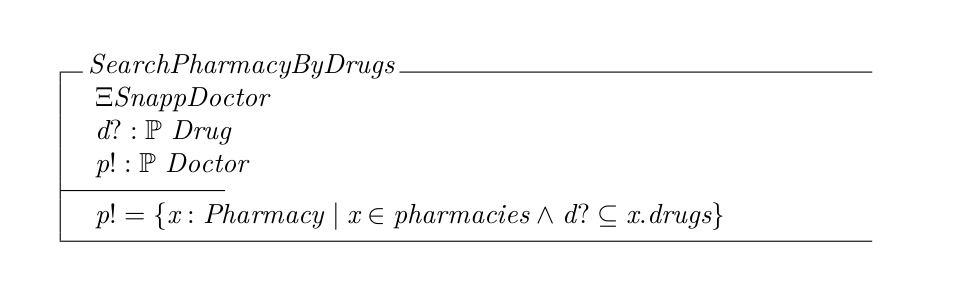 SearchPharmacyByDrugs
ΞSnappDoctor
d? : ℙ Drug
p! : ℙ Doctor
p! = {x : Pharmacy | x ∈ pharmacies ∧ d? ⊆ x.drugs}